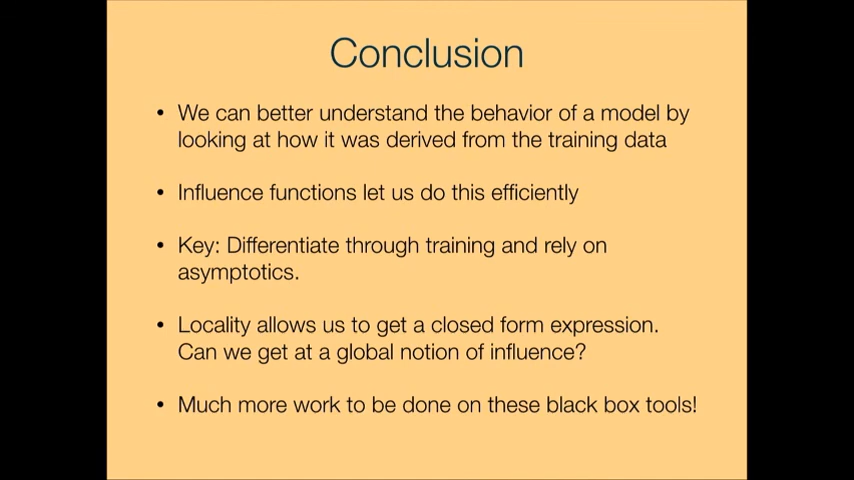 Conclusion
• We can better understand the behavior of a model by
looking at how it was derived from the training data
• Influence functions let us do this efficiently
• Key: Differentiate through training and rely on
asymptotics.
• Locality allows us to get a closed form expression.
Can we get at a global notion of influence?
• Much more work to be done on these black box tools!